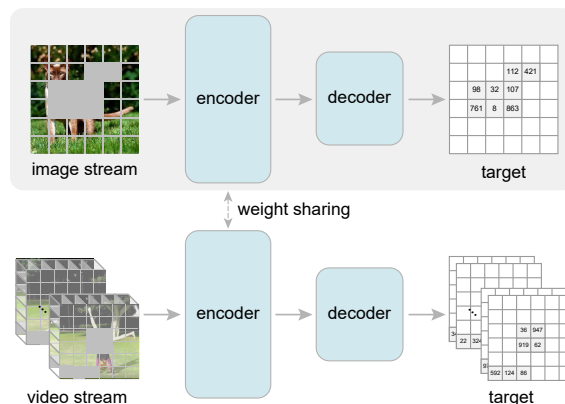 112 421
98 32 107
encoder
decoder
761 8 863
image stream
target
weight sharing
encoder
decoder
36 947
22 324
919 62
592 124 86
video stream
target